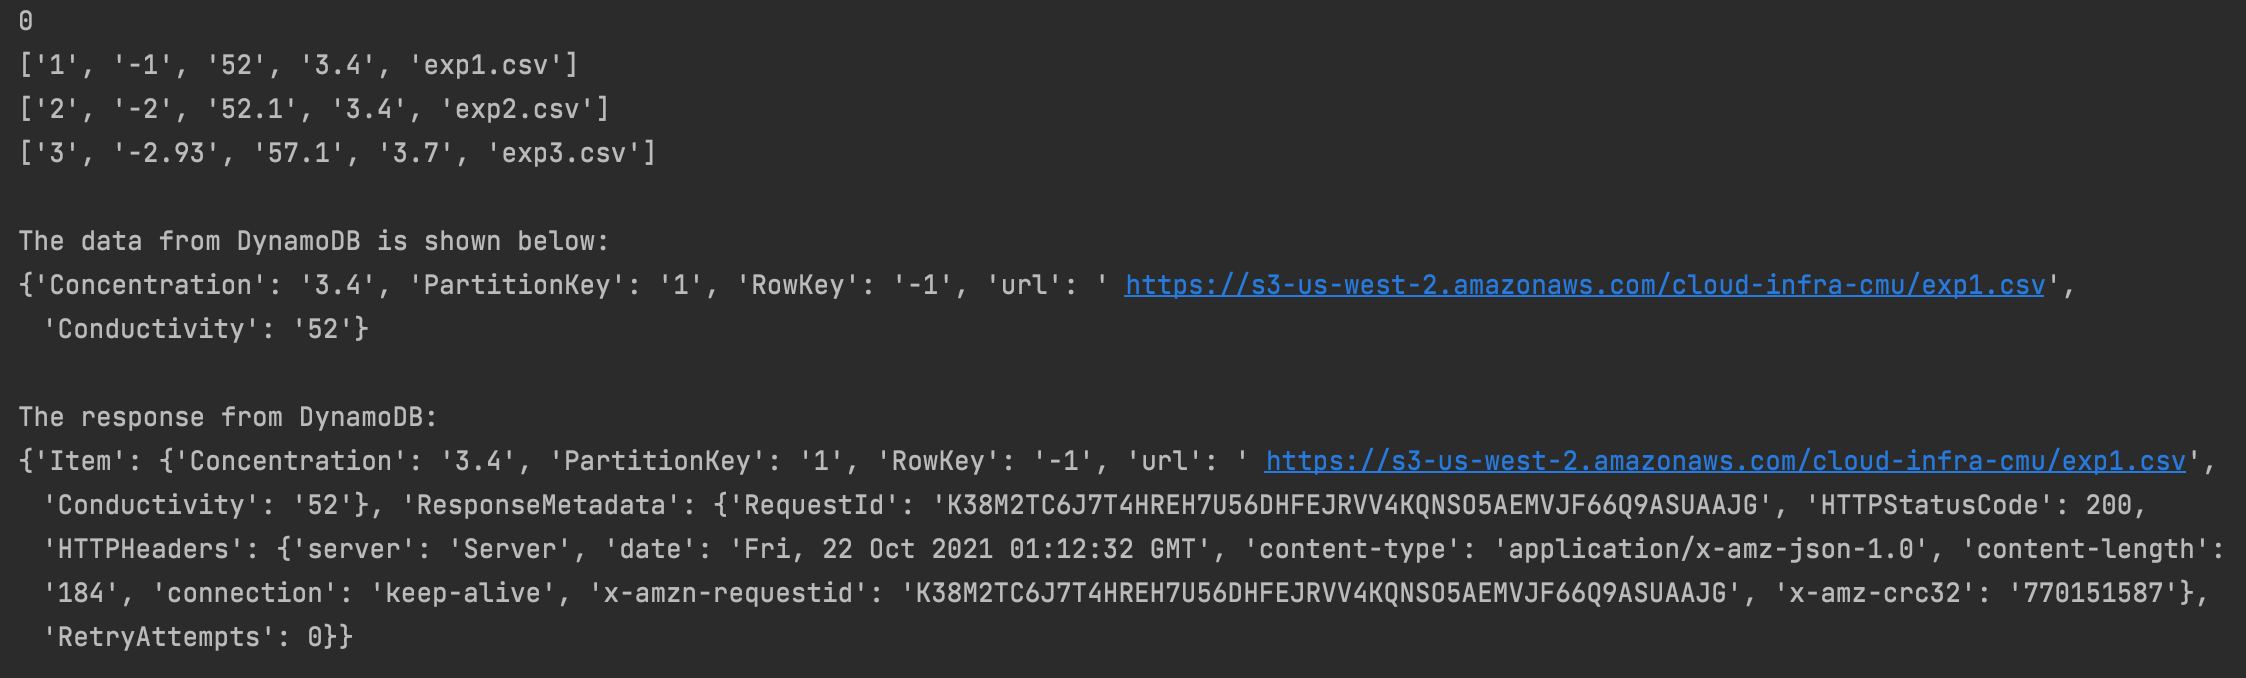 0
['1', '-1', '52', '3.4', 'exp1.csv']
['2', '-2', '52.1', '3.4', 'exp2.csv']
['3', '-2.93', '57.1', '3.7', 'exp3.csv']
The data from DynamoDB is shown below:
{'Concentration': '3.4', 'PartitionKey': '1', 'RowKey': '-1', 'url': ' https://s3-us-west-2.amazonaws.com/cloud-infra-cmu/exp1.csv',
'Conductivity': '52'}
The response from DynamoDB:
{'Item': {'Concentration': '3.4', 'PartitionKey': '1', 'RowKey': '-1', 'url': ' https://s3-us-west-2.amazonaws.com/cloud-infra-cmu/exp1.csv',
'Conductivity': '52'}, 'ResponseMetadata': {'RequestId': 'K38M2TC6J7T4HREH7U56DHFEJRVV4KQNSO5AEMVJF66Q9ASUAAJG', 'HTTPStatusCode': 200,
'HTTPHeaders': {'server': 'Server', 'date': 'Fri, 22 Oct 2021 01:12:32 GMT', 'content-type': 'application/x-amz-json-1.0', 'content-length':
'184', 'connection': 'keep-alive', 'x-amzn-requestid': 'K38M2TC6J7T4HREH7U56DHFEJRVV4KQNSO5AEMVJF66Q9ASUAAJG', 'x-amz-crc32': '770151587'},
'RetryAttempts': 0}}